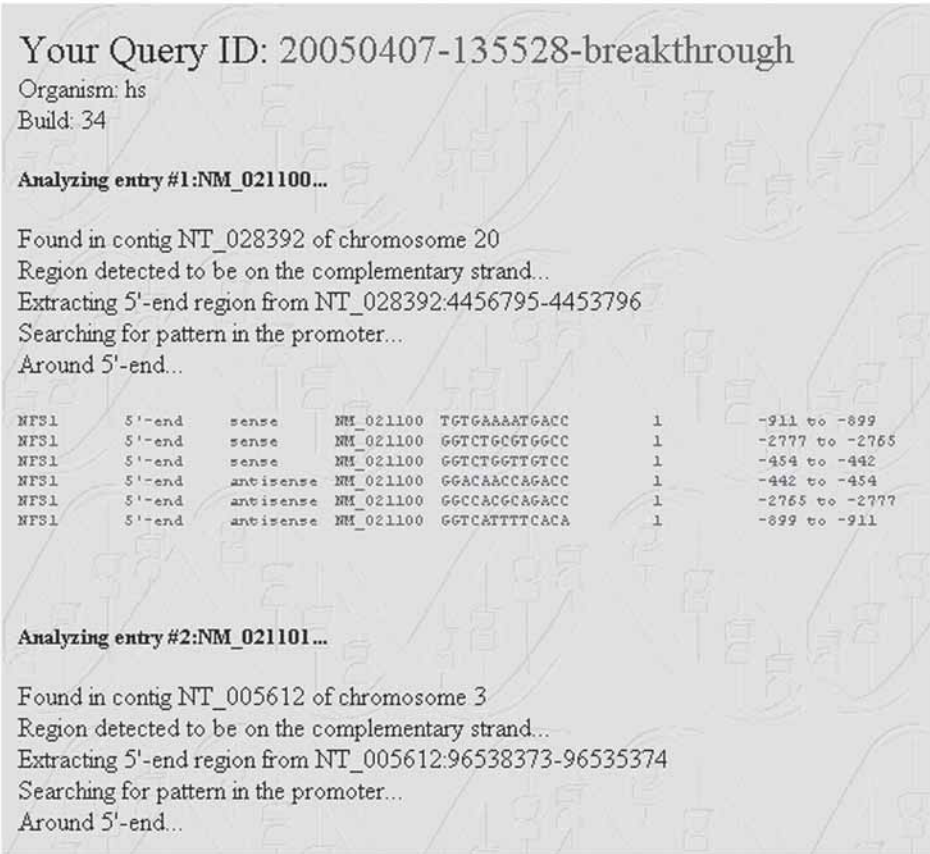 Your Query ID: 20050407-135528-breakthrough
Organism: hs
Build: 34
Analyzing entry #1:NM_021100...
Found in contig NT_028392 of chromosome 20
Region detected to be on the complementary strand...
Extracting 5'-end region from NT_028392:4456795-4453796
Searching for pattern in the promoter...
Around 5'-end...
NFS1 5'-end sense NM_021100 TGTGAAAATGACC 1 -911 to -899
NFS1 5'-end sense NM_021100 GGTCTGCGTGGCC 1 -2777 to -2765
NFS1 5'-end sense NM_021100 GGTCTGGTTGTCC 1 -454 to -442
NFS1 5'-end antisense NM_021100 GGACAACCAGACC 1 -442 to -454
NFS1 5'-end antisense NM_021100 GGCCACGCAGACC 1 -2765 to -2777
NFS1 5'-end antisense NM_021100 GGTCATTTTCACA 1 -899 to -911
Analyzing entry #2:NM_021101...
Found in contig NT_005612 of chromosome 3
Region detected to be on the complementary strand...
Extracting 5'-end region from NT_005612:96538373-96535374
Searching for pattern in the promoter...
Around 5'-end...